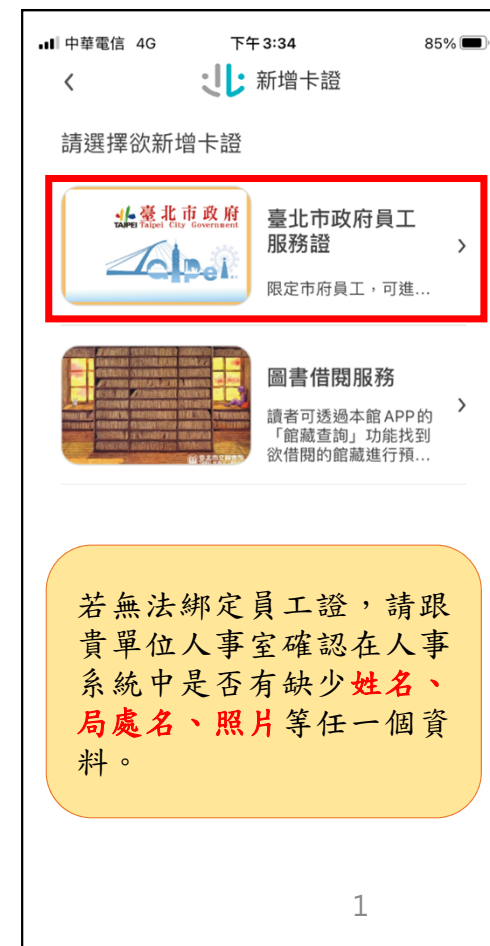 中華電信 4G 下午3:34 85%
新增卡證
請選擇欲新增卡證
臺北市政府
TAIPEI Taipei City Government
Taipei
臺北市政府員工
服務證
限定市府員工，可進...
圖書借閱服務
讀者可透過本館APP的
「館藏查詢」功能找到
欲借閱的館藏進行預...
若無法綁定員工證，請跟
貴單位人事室確認在人事
系統中是否有缺少姓名、
局處名、照片等任一個資
料。
1